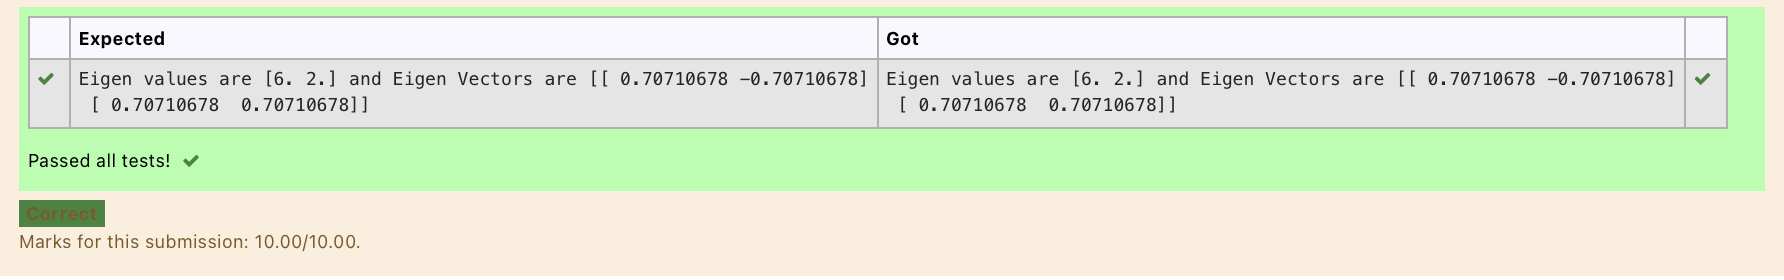 Expected Got
Eigen values are [6. 2.] and Eigen Vectors are [[ 0.70710678 -0.70710678] Eigen values are [6. 2.] and Eigen Vectors are [[ 0.70710678 -0.70710678]
[ 0.70710678  0.70710678]] [ 0.70710678  0.70710678]]
Passed all tests!
Correct
Marks for this submission: 10.00/10.00.